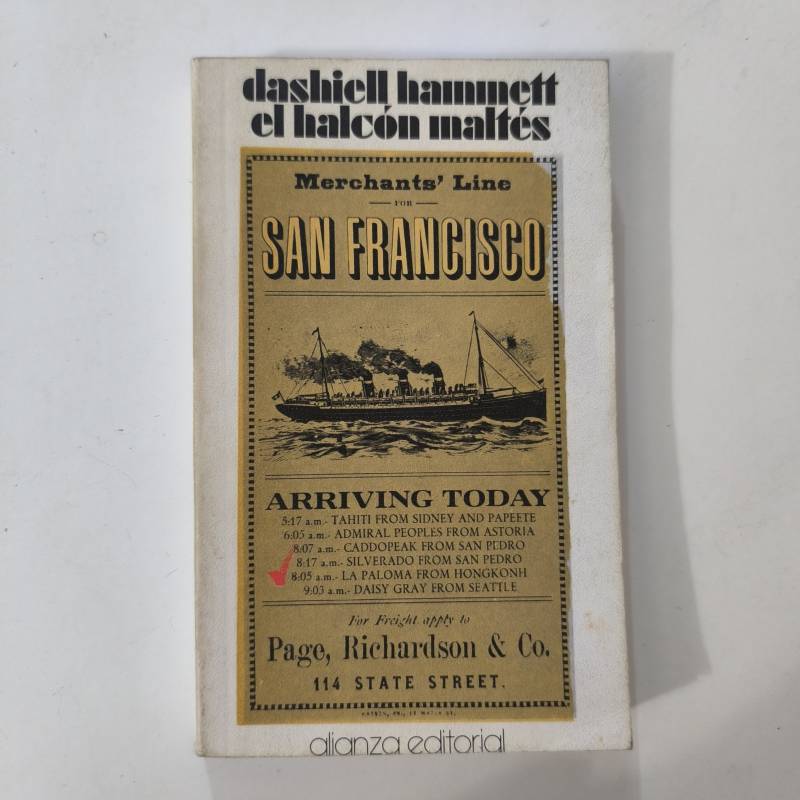 dashiell hammett
el halcón maltés
Merchants' Line
FOR
SAN FRANCISCO
ARRIVING TODAY
5:17 a.m.- TAHITI FROM SIDNEY AND PAPEETE
6:05 a.m.- ADMIRAL PEOPLES FROM ASTORIA
8:07 a.m.- CADDOPEAK FROM SAN PEDRO
8:17 a.m.- SILVERADO FROM SAN PEDRO
8:05 a.m.- LA PALOMA FROM HONGKONH
9:03 a.m.- DAISY GRAY FROM SEATTLE
For Freight apply to
Page, Richardson & Co.
114 STATE STREET.
alianza editorial